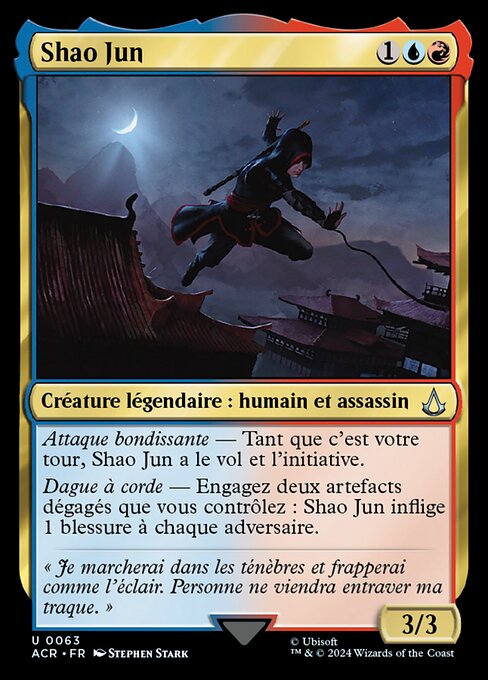 Shao Jun
1
Créature légendaire : humain et assassin
Attaque bondissante — Tant que c'est votre
tour, Shao Jun a le vol et l'initiative.
Dague à corde — Engagez deux artefacts
dégagés que vous contrôlez : Shao Jun inflige
1 blessure à chaque adversaire.
« Je marcherai dans les ténèbres et frapperai
comme l'éclair. Personne ne viendra entraver ma
traque. »
3/3
U 0063
ACR • FR Stephen Stark
© Ubisoft
™ & © 2024 Wizards of the Coast